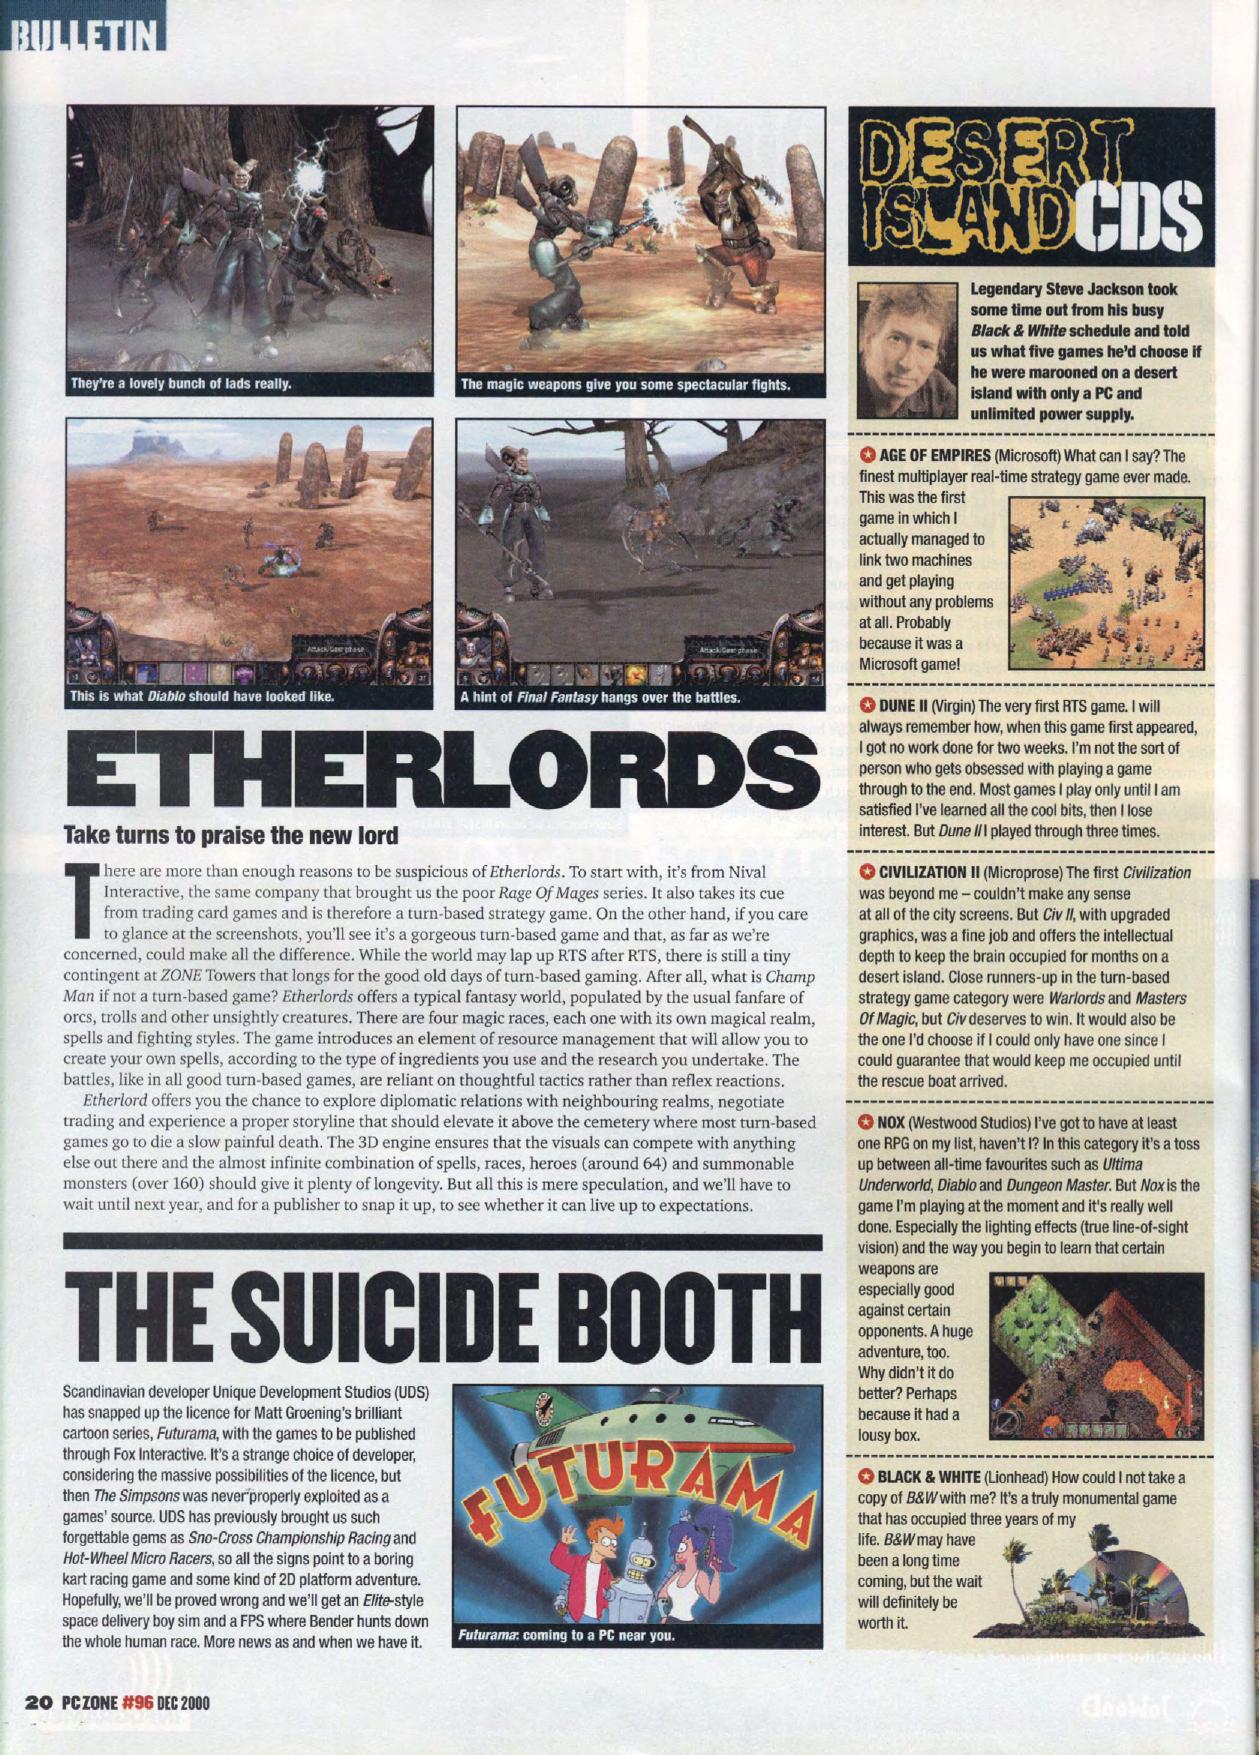 BULLETIN
They're a lovely bunch of lads really.
The magic weapons give you some spectacular fights.
Attack/Cast phase
This is what Diablo should have looked like.
Attack/Cast phase
A hint of Final Fantasy hangs over the battles.
ETHERLORDS
Take turns to praise the new lord
There are more than enough reasons to be suspicious of Etherlords. To start with, it's from Nival
Interactive, the same company that brought us the poor Rage Of Mages series. It also takes its cue
from trading card games and is therefore a turn-based strategy game. On the other hand, if you care
to glance at the screenshots, you'll see it's a gorgeous turn-based game and that, as far as we're
concerned, could make all the difference. While the world may lap up RTS after RTS, there is still a tiny
contingent at ZONE Towers that longs for the good old days of turn-based gaming. After all, what is Champ
Man if not a turn-based game? Etherlords offers a typical fantasy world, populated by the usual fanfare of
orcs, trolls and other unsightly creatures. There are four magic races, each one with its own magical realm,
spells and fighting styles. The game introduces an element of resource management that will allow you to
create your own spells, according to the type of ingredients you use and the research you undertake. The
battles, like in all good turn-based games, are reliant on thoughtful tactics rather than reflex reactions.
Etherlord offers you the chance to explore diplomatic relations with neighbouring realms, negotiate
trading and experience a proper storyline that should elevate it above the cemetery where most turn-based
games go to die a slow painful death. The 3D engine ensures that the visuals can compete with anything
else out there and the almost infinite combination of spells, races, heroes (around 64) and summonable
monsters (over 160) should give it plenty of longevity. But all this is mere speculation, and we'll have to
wait until next year, and for a publisher to snap it up, to see whether it can live up to expectations.
THE SUICIDE BOOTH
Scandinavian developer Unique Development Studios (UDS)
has snapped up the licence for Matt Groening's brilliant
cartoon series, Futurama, with the games to be published
through Fox Interactive. It's a strange choice of developer,
considering the massive possibilities of the licence, but
then The Simpsons was never properly exploited as a
games' source. UDS has previously brought us such
forgettable gems as Sno-Cross Championship Racing and
Hot-Wheel Micro Racers, so all the signs point to a boring
kart racing game and some kind of 2D platform adventure.
Hopefully, we'll be proved wrong and we'll get an Elite-style
space delivery boy sim and a FPS where Bender hunts down
the whole human race. More news as and when we have it.
FUTURAMA
Futurama: coming to a PC near you.
DESERT
ISLAND CDS
Legendary Steve Jackson took
some time out from his busy
Black & White schedule and told
us what five games he'd choose if
he were marooned on a desert
island with only a PC and
unlimited power supply.
AGE OF EMPIRES (Microsoft) What can I say? The
finest multiplayer real-time strategy game ever made.
This was the first
game in which I
actually managed to
link two machines
and get playing
without any problems
at all. Probably
because it was a
Microsoft game!
DUNE II (Virgin) The very first RTS game. I will
always remember how, when this game first appeared,
I got no work done for two weeks. I'm not the sort of
person who gets obsessed with playing a game
through to the end. Most games I play only until I am
satisfied I've learned all the cool bits, then I lose
interest. But Dune II I played through three times.
CIVILIZATION II (Microprose) The first Civilization
was beyond me – couldn't make any sense
at all of the city screens. But Civ II, with upgraded
graphics, was a fine job and offers the intellectual
depth to keep the brain occupied for months on a
desert island. Close runners-up in the turn-based
strategy game category were Warlords and Masters
Of Magic, but Civ deserves to win. It would also be
the one I'd choose if I could only have one since I
could guarantee that would keep me occupied until
the rescue boat arrived.
NOX (Westwood Studios) I've got to have at least
one RPG on my list, haven't I? In this category it's a toss
up between all-time favourites such as Ultima
Underworld, Diablo and Dungeon Master. But Nox is the
game I'm playing at the moment and it's really well
done. Especially the lighting effects (true line-of-sight
vision) and the way you begin to learn that certain
weapons are
especially good
against certain
opponents. A huge
adventure, too.
Why didn't it do
better? Perhaps
because it had a
lousy box.
BLACK & WHITE (Lionhead) How could I not take a
copy of B&W with me? It's a truly monumental game
that has occupied three years of my
life. B&W may have
been a long time
coming, but the wait
will definitely be
worth it.
20 PCZONE #96 DEC 2000